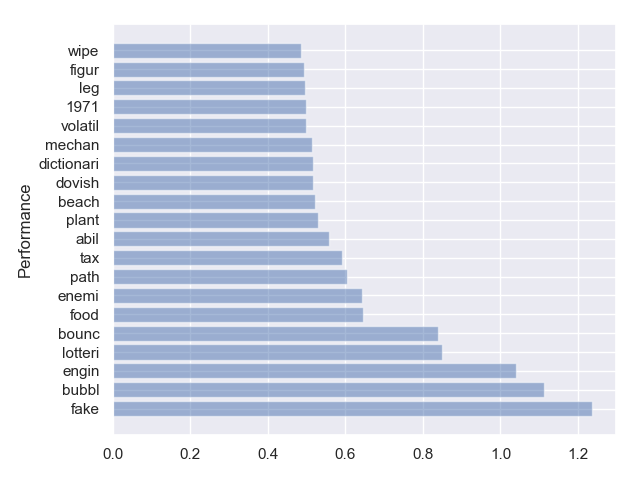 wipe
figur
leg
1971
volatil
mechan
dictionari
dovish
beach
plant
abil
tax
path
enemi
food
bounc
lotteri
engin
bubbl
fake
Performance
0.0 0.2 0.4 0.6 0.8 1.0 1.2